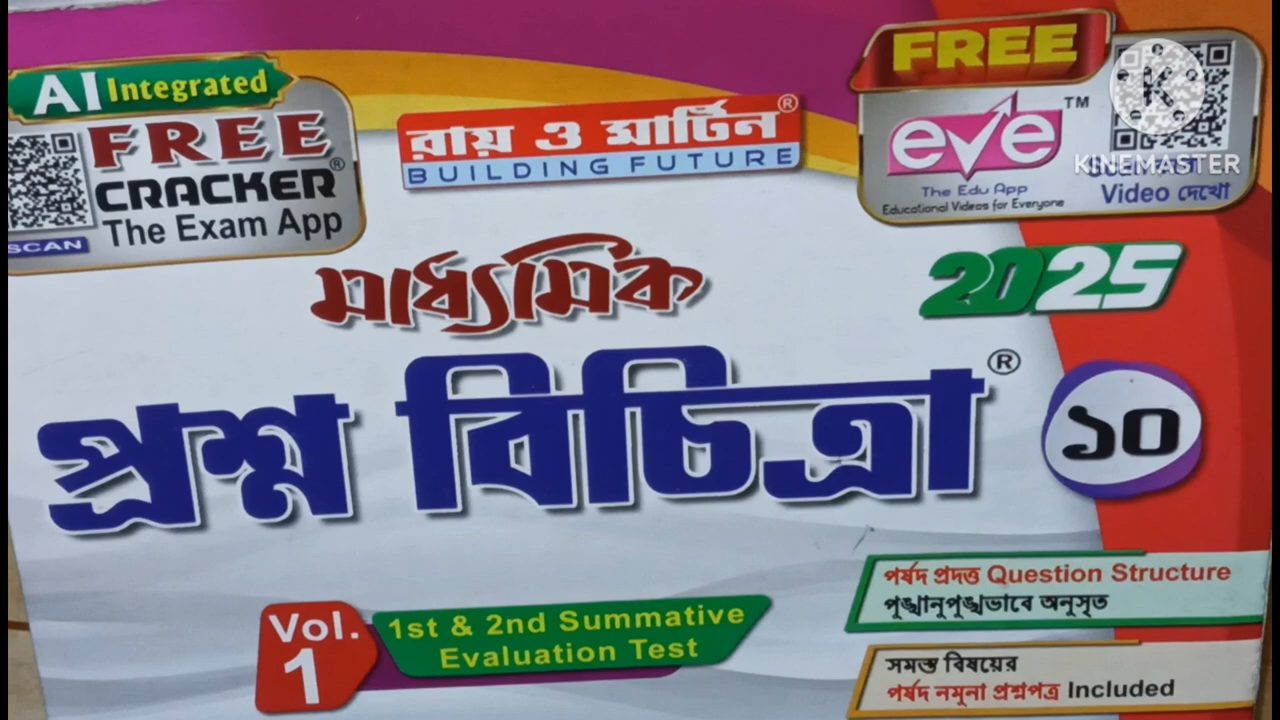 AI Integrated
FREE
CRACKER®
The Exam App
SCAN
রায় ও মার্টিন®
BUILDING FUTURE
FREE
eve™
The Edu App
Educational Videos for Everyone
K
KINEMASTER
Video দেখো
মাধ্যমিক
2025
প্রশ্ন বিচিত্রা®
১০
Vol.
1
1st & 2nd Summative
Evaluation Test
পর্ষদ প্রদত্ত Question Structure
পুঙ্খানুপুঙ্খভাবে অনুসৃত
সমস্ত বিষয়ের
পর্ষদ নমুনা প্রশ্নপত্র Included